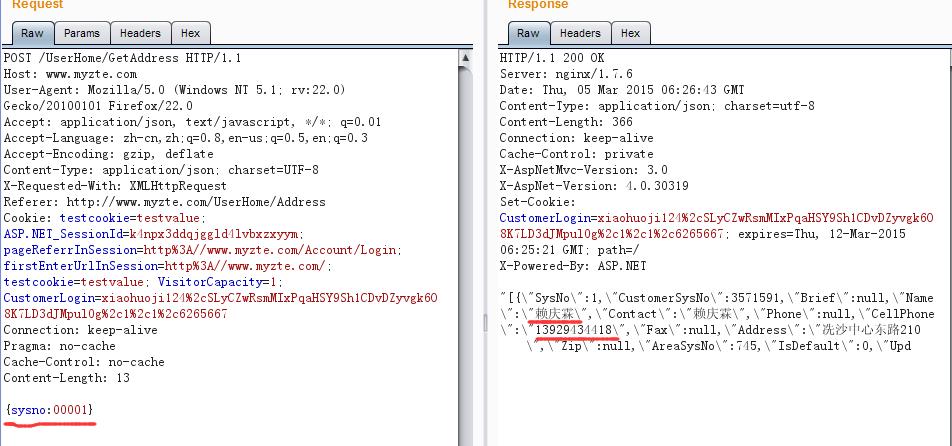 Request
Raw Params Headers Hex
POST /UserHome/GetAddress HTTP/1.1
Host: www.myzte.com
User-Agent: Mozilla/5.0 (Windows NT 5.1; rv:22.0)
Gecko/20100101 Firefox/22.0
Accept: application/json, text/javascript, */*; q=0.01
Accept-Language: zh-cn,zh;q=0.8,en-us;q=0.5,en;q=0.3
Accept-Encoding: gzip, deflate
Content-Type: application/json; charset=UTF-8
X-Requested-With: XMLHttpRequest
Referer: http://www.myzte.com/UserHome/Address
Cookie: testcookie=testvalue;
ASP.NET_SessionId=k4npx3ddqjggld4lvbxzxyym;
pageReferrInSession=http%3A//www.myzte.com/Account/Login;
firstEnterUrlInSession=http%3A//www.myzte.com/;
testcookie=testvalue; VisitorCapacity=1;
CustomerLogin=xiaohuoji124%2cSLyCZwRsmMIxPqaHSY9Sh1CDvDZyvgk60
8K7LD3dJMpul0g%2c1%2c1%2c6265667
Connection: keep-alive
Pragma: no-cache
Cache-Control: no-cache
Content-Length: 13
{sysno:00001}
Response
Raw Headers Hex
HTTP/1.1 200 OK
Server: nginx/1.7.6
Date: Thu, 05 Mar 2015 06:26:43 GMT
Content-Type: application/json; charset=utf-8
Content-Length: 366
Connection: keep-alive
Cache-Control: private
X-AspNetMvc-Version: 3.0
X-AspNet-Version: 4.0.30319
Set-Cookie:
CustomerLogin=xiaohuoji124%2cSLyCZwRsmMIxPqaHSY9Sh1CDvDZyvgk60
8K7LD3dJMpul0g%2c1%2c1%2c6265667; expires=Thu, 12-Mar-2015
06:25:21 GMT; path=/
X-Powered-By: ASP.NET
"[{\"SysNo\":1,\"CustomerSysNo\":3571591,\"Brief\":null,\"Name
\":\"赖庆霖\",\"Contact\":\"赖庆霖\",\"Phone\":null,\"CellPhone
\":\"13929434418\",\"Fax\":null,\"Address\":\"冼沙中心东路210
\",\"Zip\":null,\"AreaSysNo\":745,\"IsDefault\":0,\"Upd